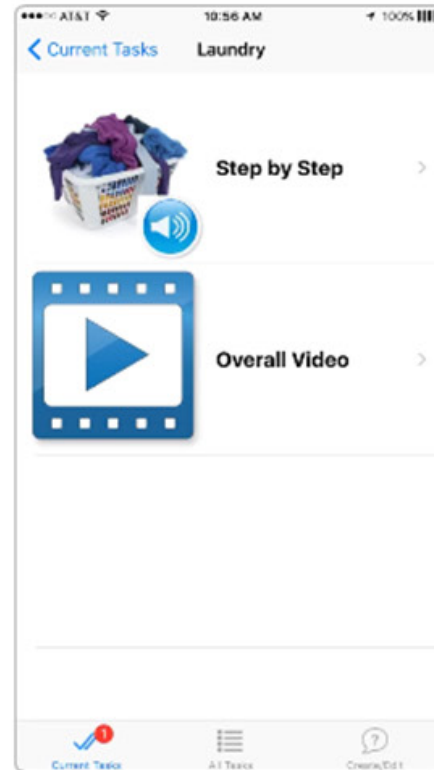 AT&T 10:56 AM 100%
Current Tasks Laundry
Step by Step
Overall Video
1
Current Tasks All Tasks Create/Edit
?